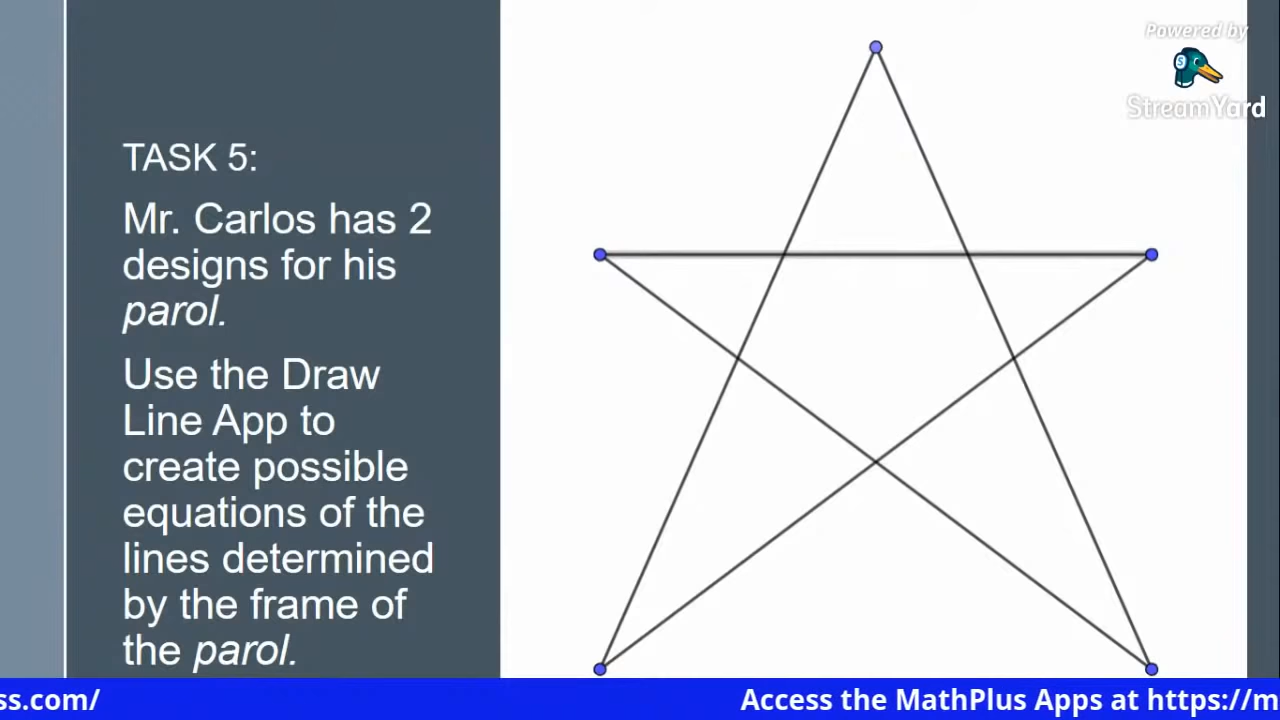 Powered by
StreamYard
TASK 5:
Mr. Carlos has 2
designs for his
parol.
Use the Draw
Line App to
create possible
equations of the
lines determined
by the frame of
the parol.
ss.com/
Access the MathPlus Apps at https://m